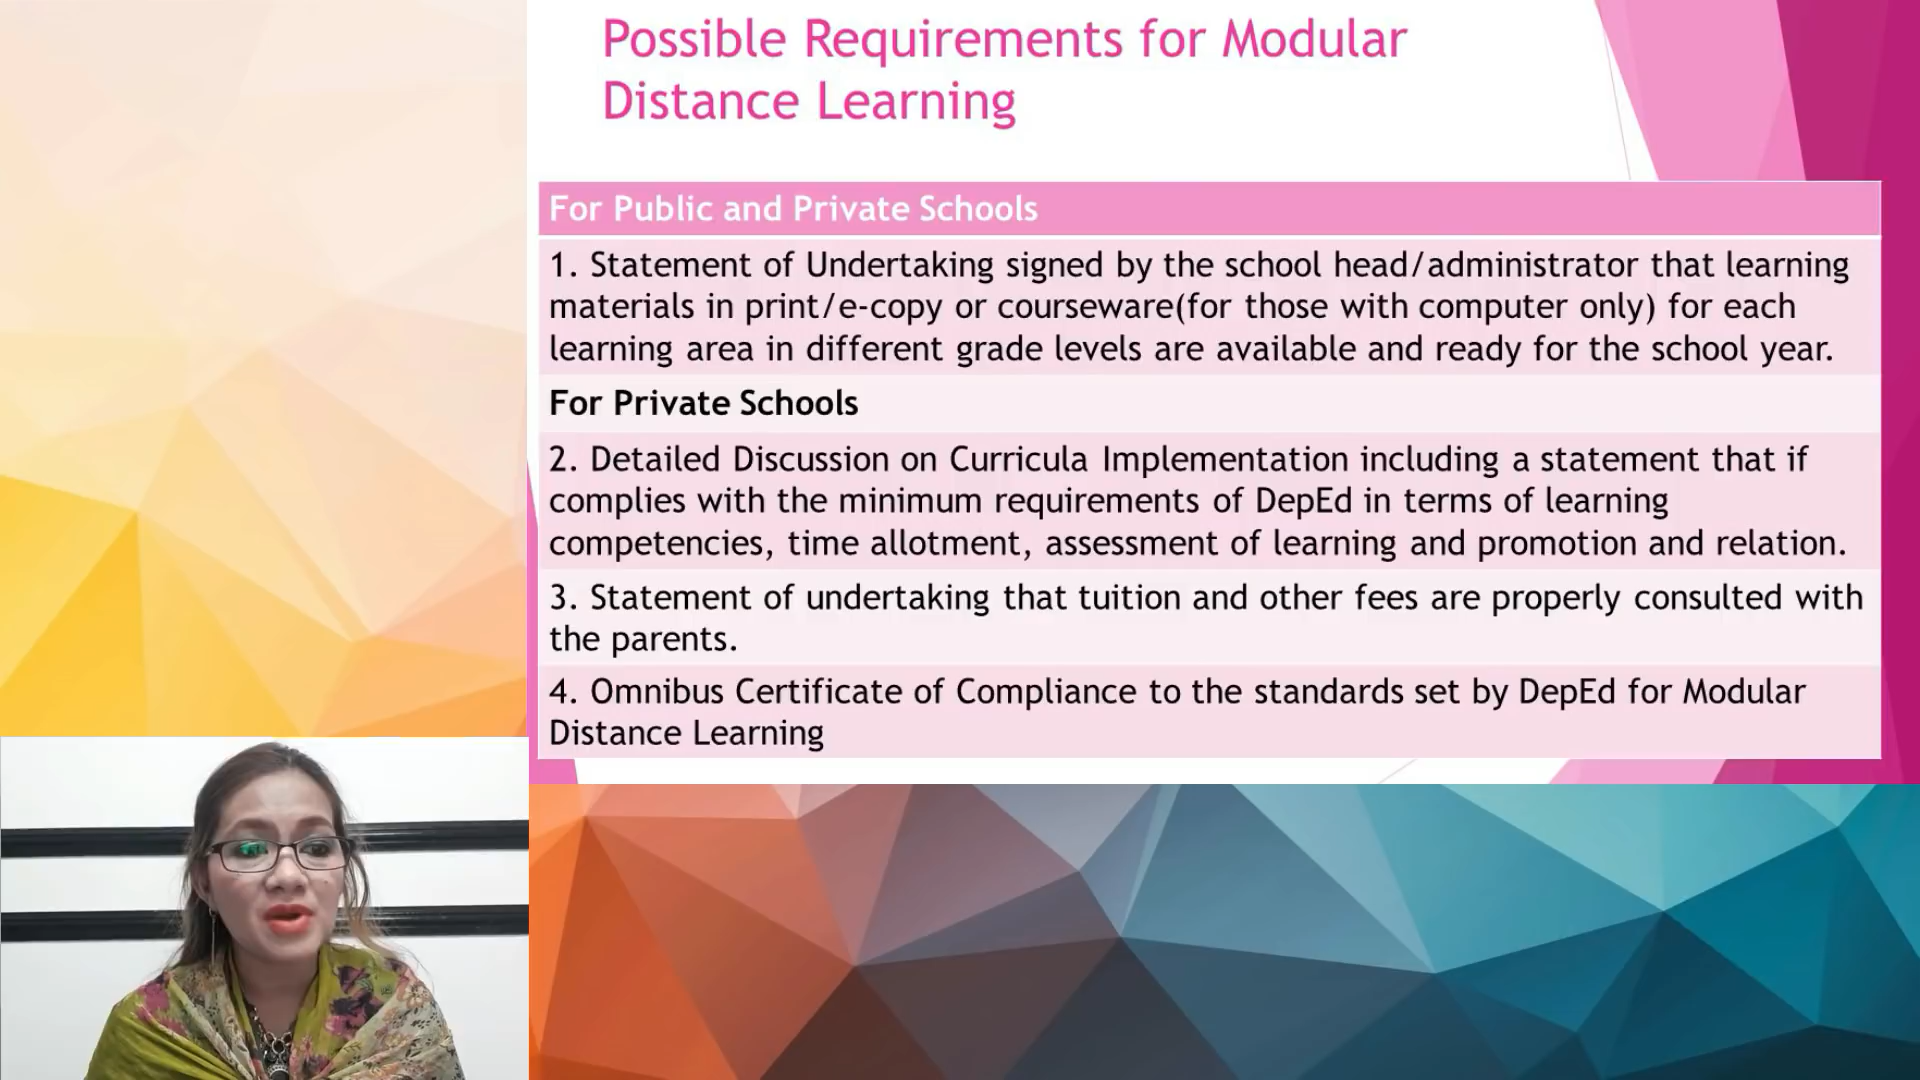 Possible Requirements for Modular
Distance Learning
For Public and Private Schools
1. Statement of Undertaking signed by the school head/administrator that learning
materials in print/e-copy or courseware(for those with computer only) for each
learning area in different grade levels are available and ready for the school year.
For Private Schools
2. Detailed Discussion on Curricula Implementation including a statement that if
complies with the minimum requirements of DepEd in terms of learning
competencies, time allotment, assessment of learning and promotion and relation.
3. Statement of undertaking that tuition and other fees are properly consulted with
the parents.
4. Omnibus Certificate of Compliance to the standards set by DepEd for Modular
Distance Learning